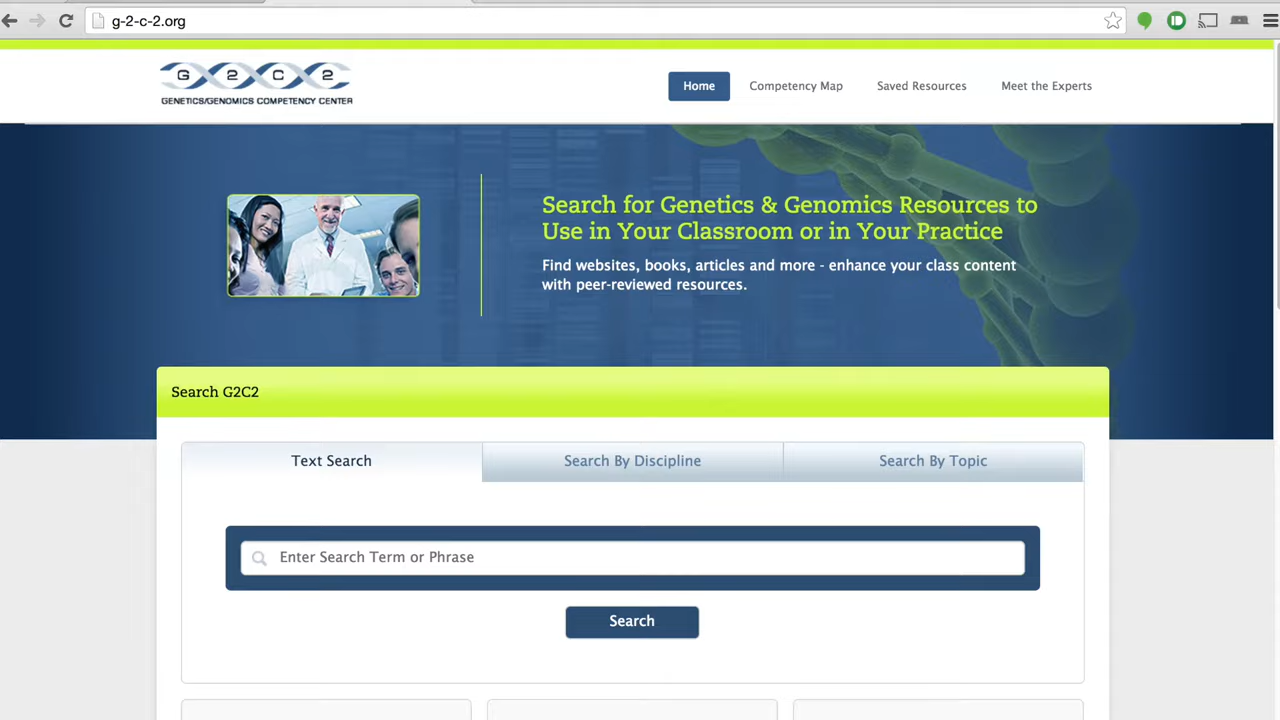 g-2-c-2.org
G 2 C 2
GENETICS/GENOMICS COMPETENCY CENTER
Home
Competency Map
Saved Resources
Meet the Experts
Search for Genetics & Genomics Resources to
Use in Your Classroom or in Your Practice
Find websites, books, articles and more - enhance your class content
with peer-reviewed resources.
Search G2C2
Text Search
Search By Discipline
Search By Topic
Enter Search Term or Phrase
Search